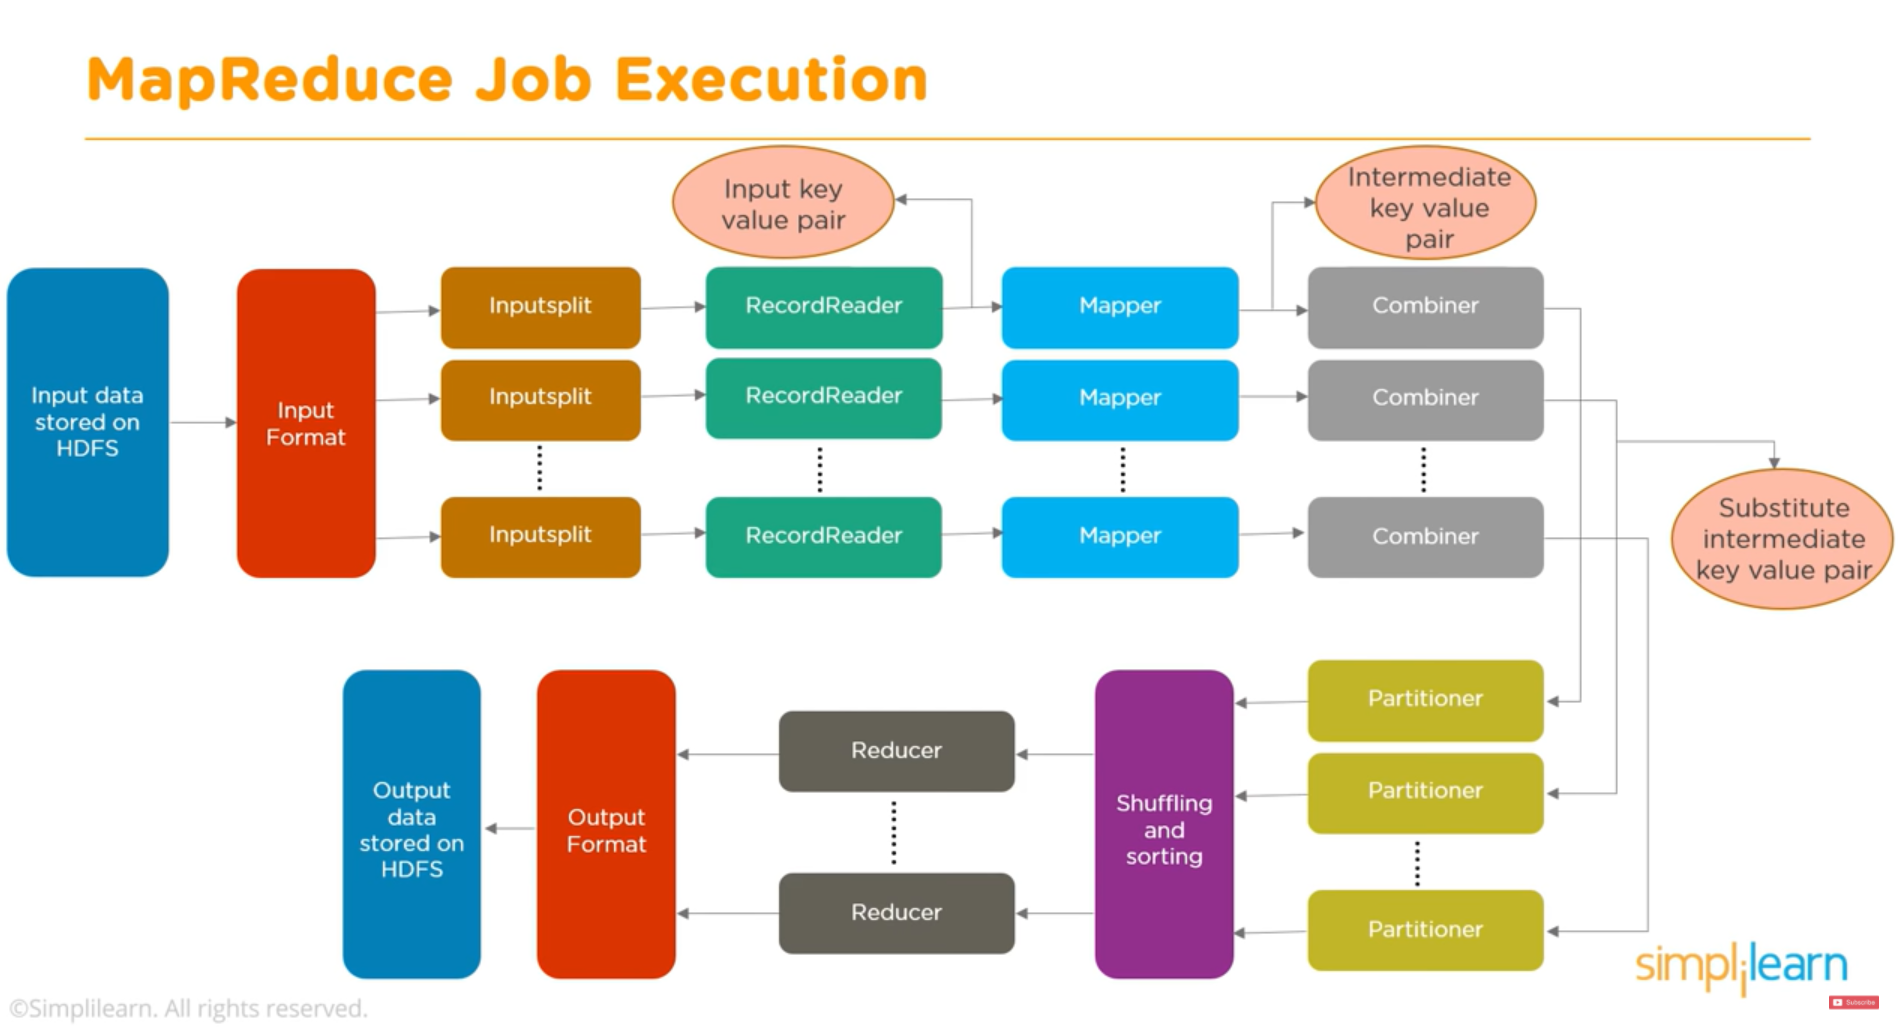 MapReduce Job Execution
Input key
value pair
Intermediate
key value
pair
Input data
stored on
HDFS
Input
Format
Inputsplit
RecordReader
Mapper
Combiner
Inputsplit
RecordReader
Mapper
Combiner
Inputsplit
RecordReader
Mapper
Combiner
Substitute
intermediate
key value pair
Output
data
stored on
HDFS
Output
Format
Reducer
Reducer
Shuffling
and
sorting
Partitioner
Partitioner
Partitioner
simplilearn
Subscribe
©Simplilearn. All rights reserved.